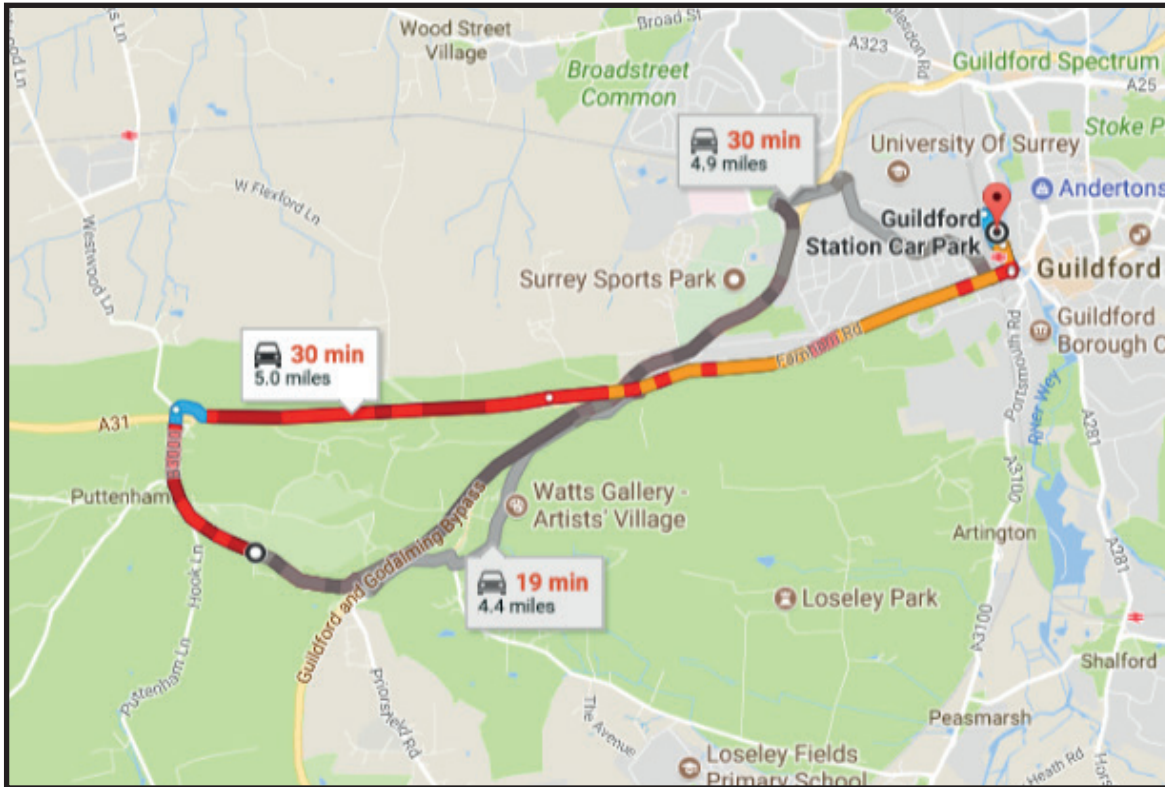 Wood Street
Village
Broad St
A323
Guildford Spectrum
A25
Broadstreet
Common
Stoke P
30 min
4.9 miles
University Of Surrey
Andertons
W Flexford Ln
Westwood Ln
Guildford
Station Car Park
Guildford
Surrey Sports Park
Guildford
Borough C
Farnham Rd
Portsmouth Rd
River Wey
30 min
5.0 miles
A31
B3000
A281
A3100
Puttenham
Watts Gallery -
Artists' Village
Guildford and Godalming Bypass
Artington
Hook Ln
19 min
4.4 miles
A281
Loseley Park
A3100
Puttenham Ln
Priorsfield Rd
Shalford
The Avenue
Peasmarsh
Loseley Fields
Primary School
Heath Rd
Hors